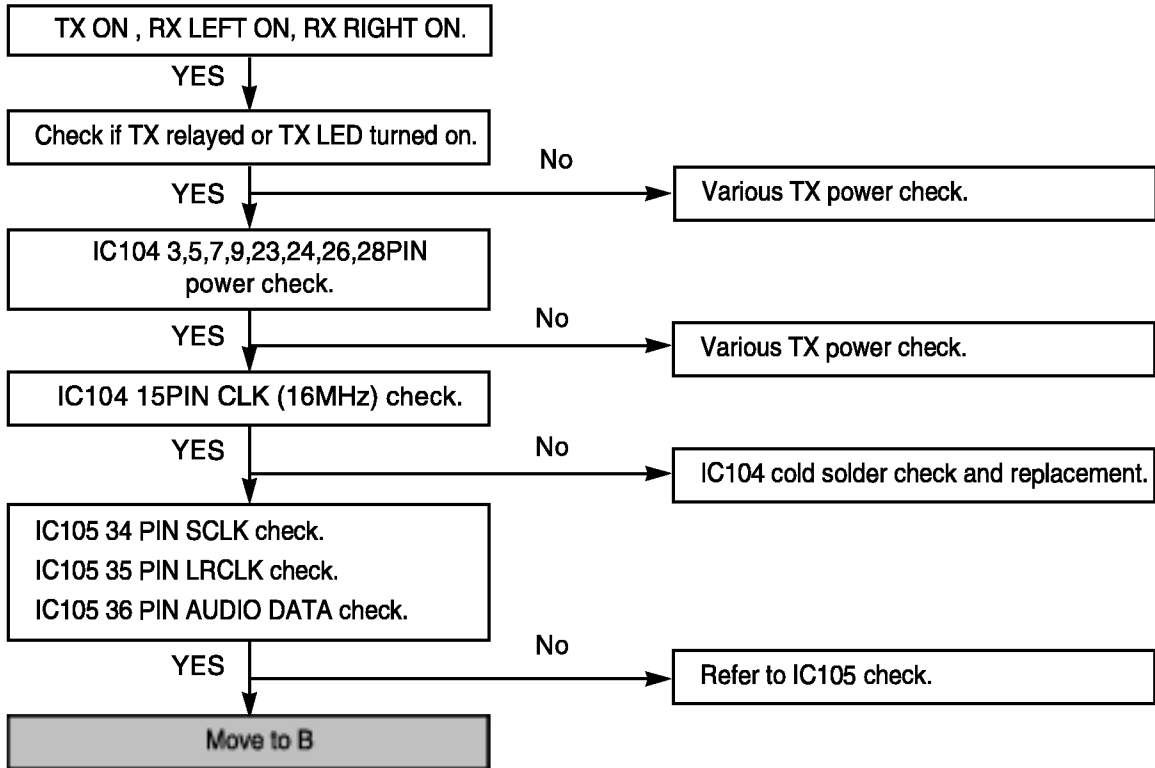 TX ON , RX LEFT ON, RX RIGHT ON.
YES
Check if TX relayed or TX LED turned on.
No
YES
Various TX power check.
IC104 3,5,7,9,23,24,26,28PIN
power check.
No
YES
Various TX power check.
IC104 15PIN CLK (16MHz) check.
No
YES
IC104 cold solder check and replacement.
IC105 34 PIN SCLK check.
IC105 35 PIN LRCLK check.
IC105 36 PIN AUDIO DATA check.
No
YES
Refer to IC105 check.
Move to B